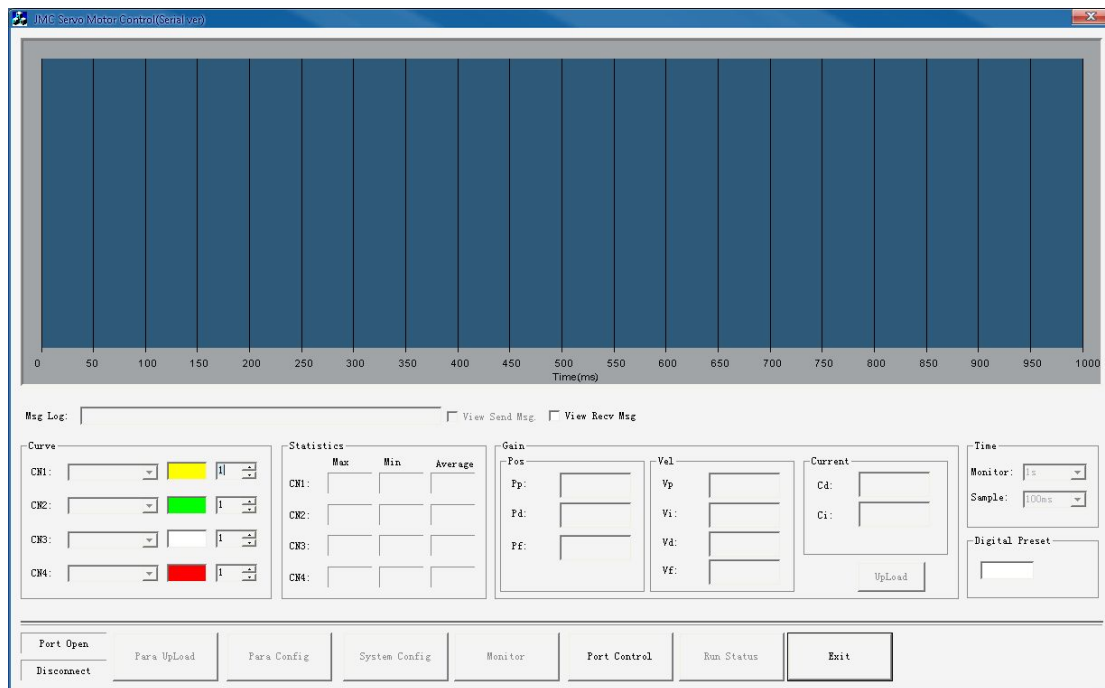 JMC Servo Motor Control(Serial ver)
0 50 100 150 200 250 300 350 400 450 500 550 600 650 700 750 800 850 900 950 1000
Time(ms)
Msg Log: View Send Msg. View Recv Msg
Curve Statistics Gain Time
Max Min Average Pos Vel Current
CN1: 1 CN1: Pp: Vp Cd: Monitor: 1s
CN2: 1 CN2: Pd: Vi: Ci: Sample: 100ms
CN3: 1 CN3: Pf: Vd: Digital Preset
CN4: 1 CN4: Vf: UpLoad
Port Open
Disconnect
Para UpLoad Para Config System Config Monitor Port Control Run Status Exit